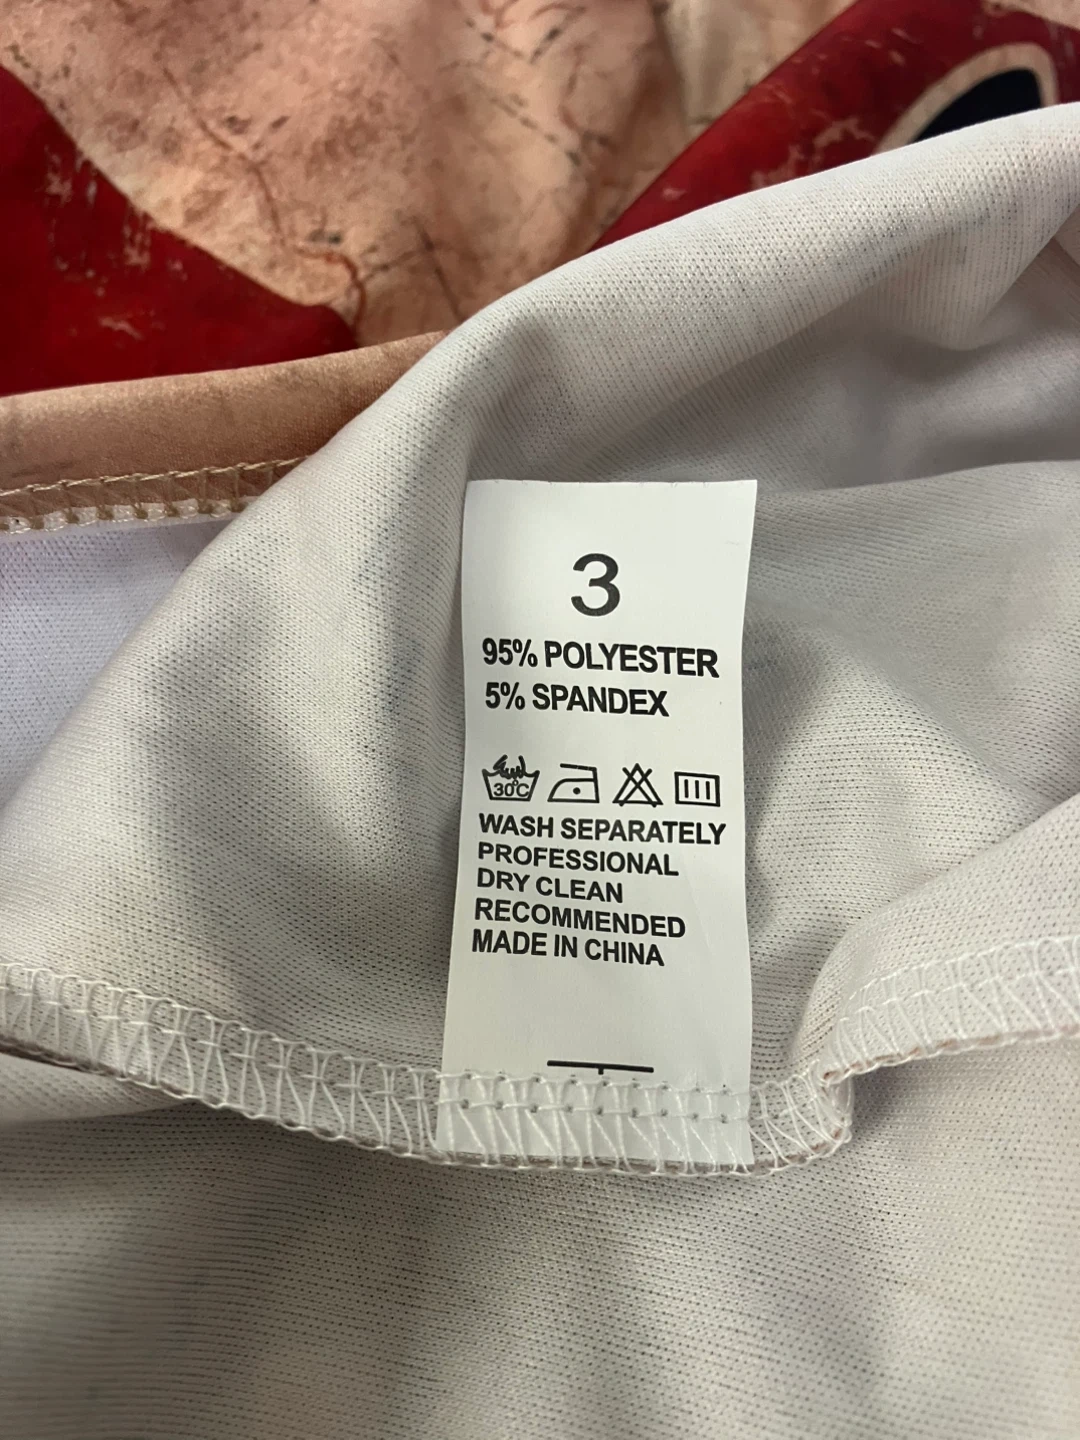 3
95% POLYESTER
5% SPANDEX
30°C
WASH SEPARATELY
PROFESSIONAL
DRY CLEAN
RECOMMENDED
MADE IN CHINA